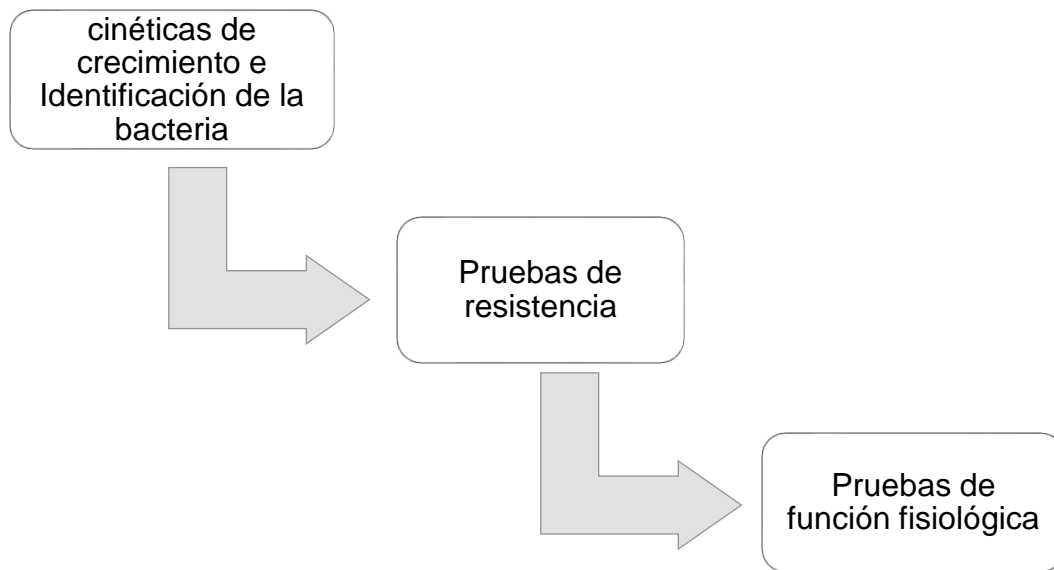 cinéticas de
crecimiento e
Identificación de la
bacteria
Pruebas de
resistencia
Pruebas de
función fisiológica